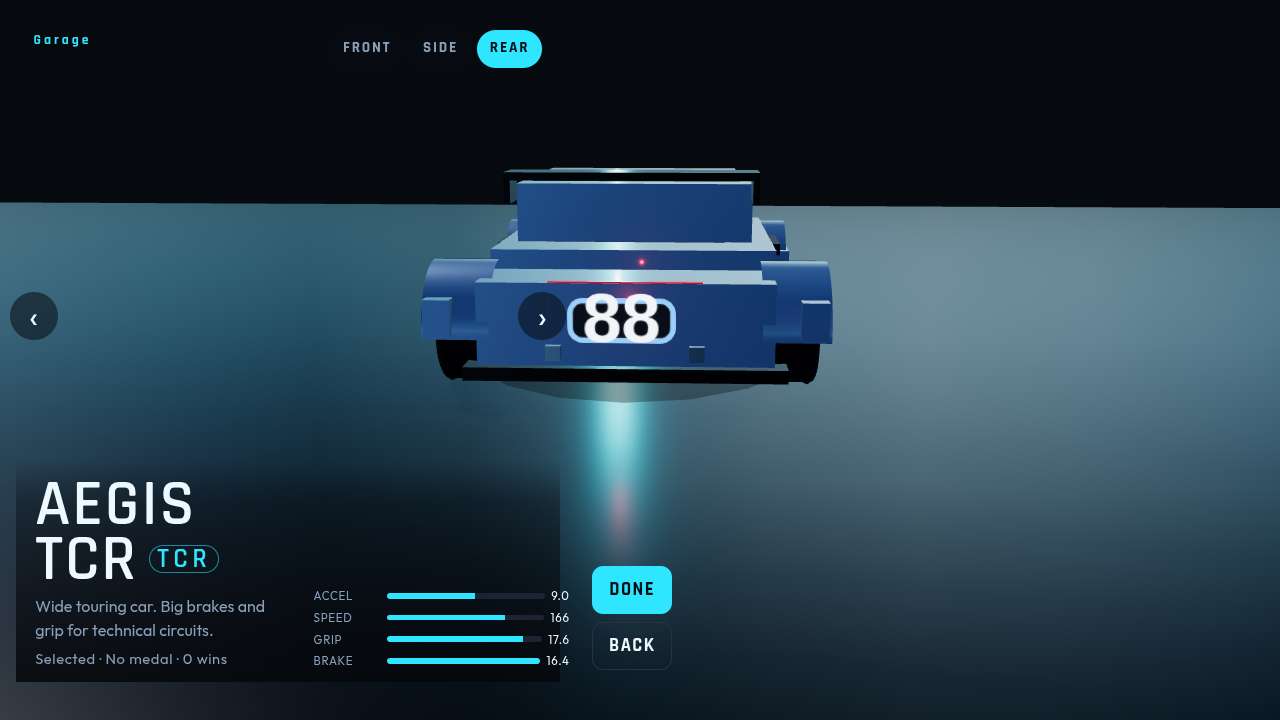 Garage
FRONT SIDE REAR
‹ ›
88
AEGIS
TCR TCR
Wide touring car. Big brakes and
grip for technical circuits.
Selected · No medal · 0 wins
ACCEL 9.0
SPEED 166
GRIP 17.6
BRAKE 16.4
DONE
BACK